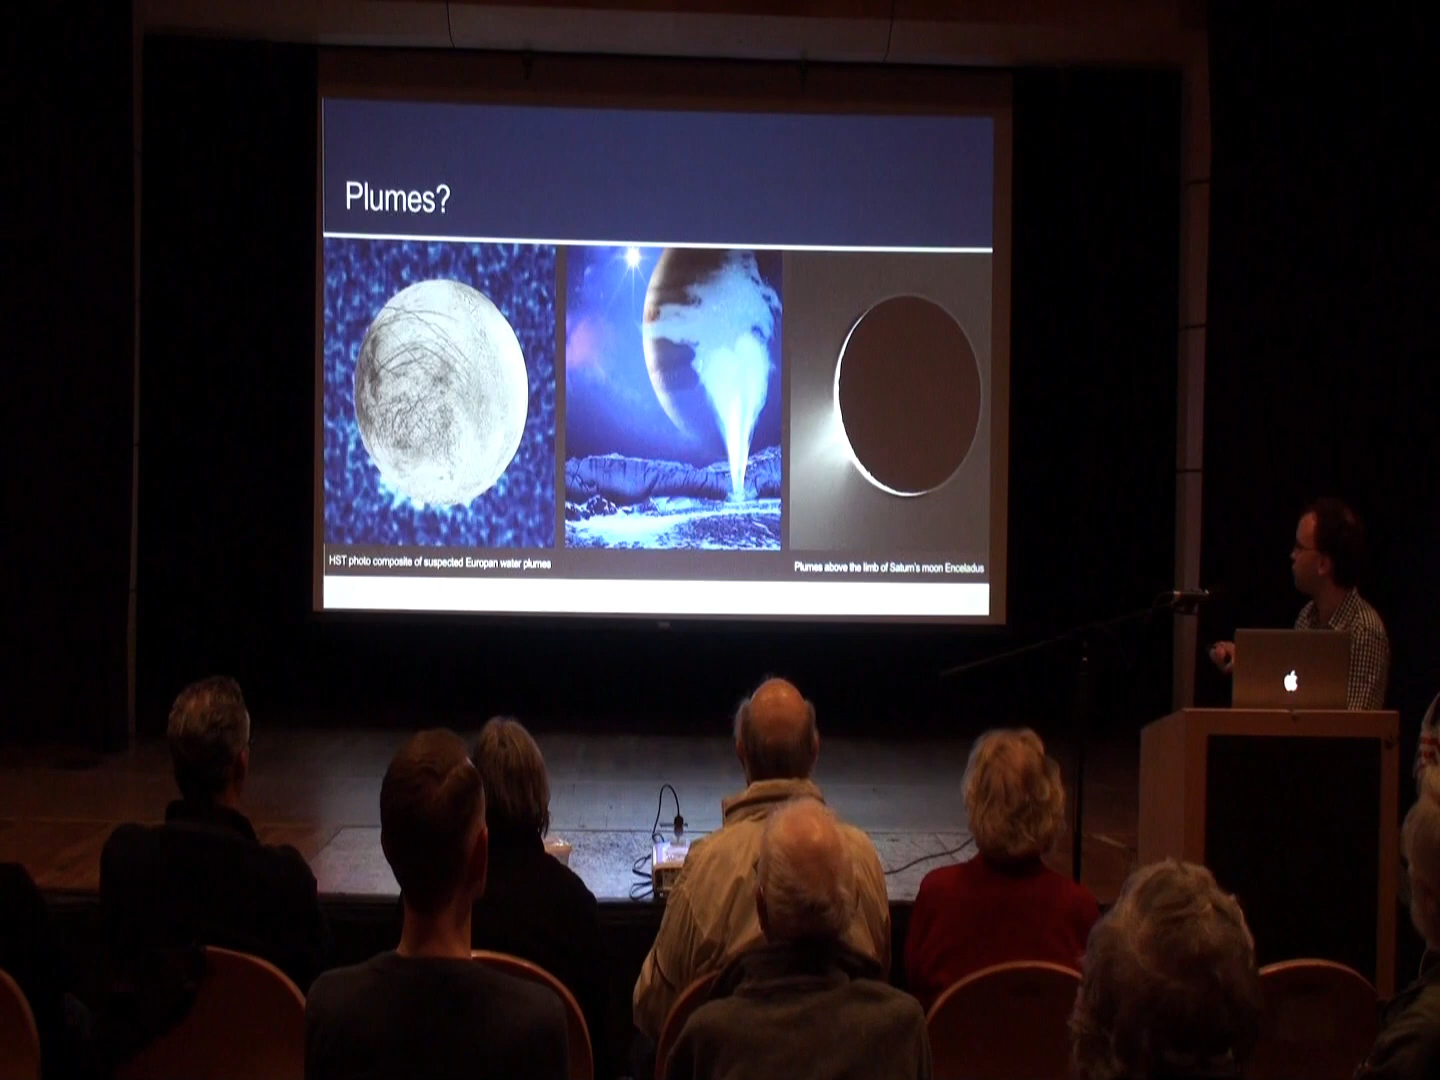 Plumes?
HST photo composite of suspected Europan water plumes
Plumes above the limb of Saturn's moon Enceladus